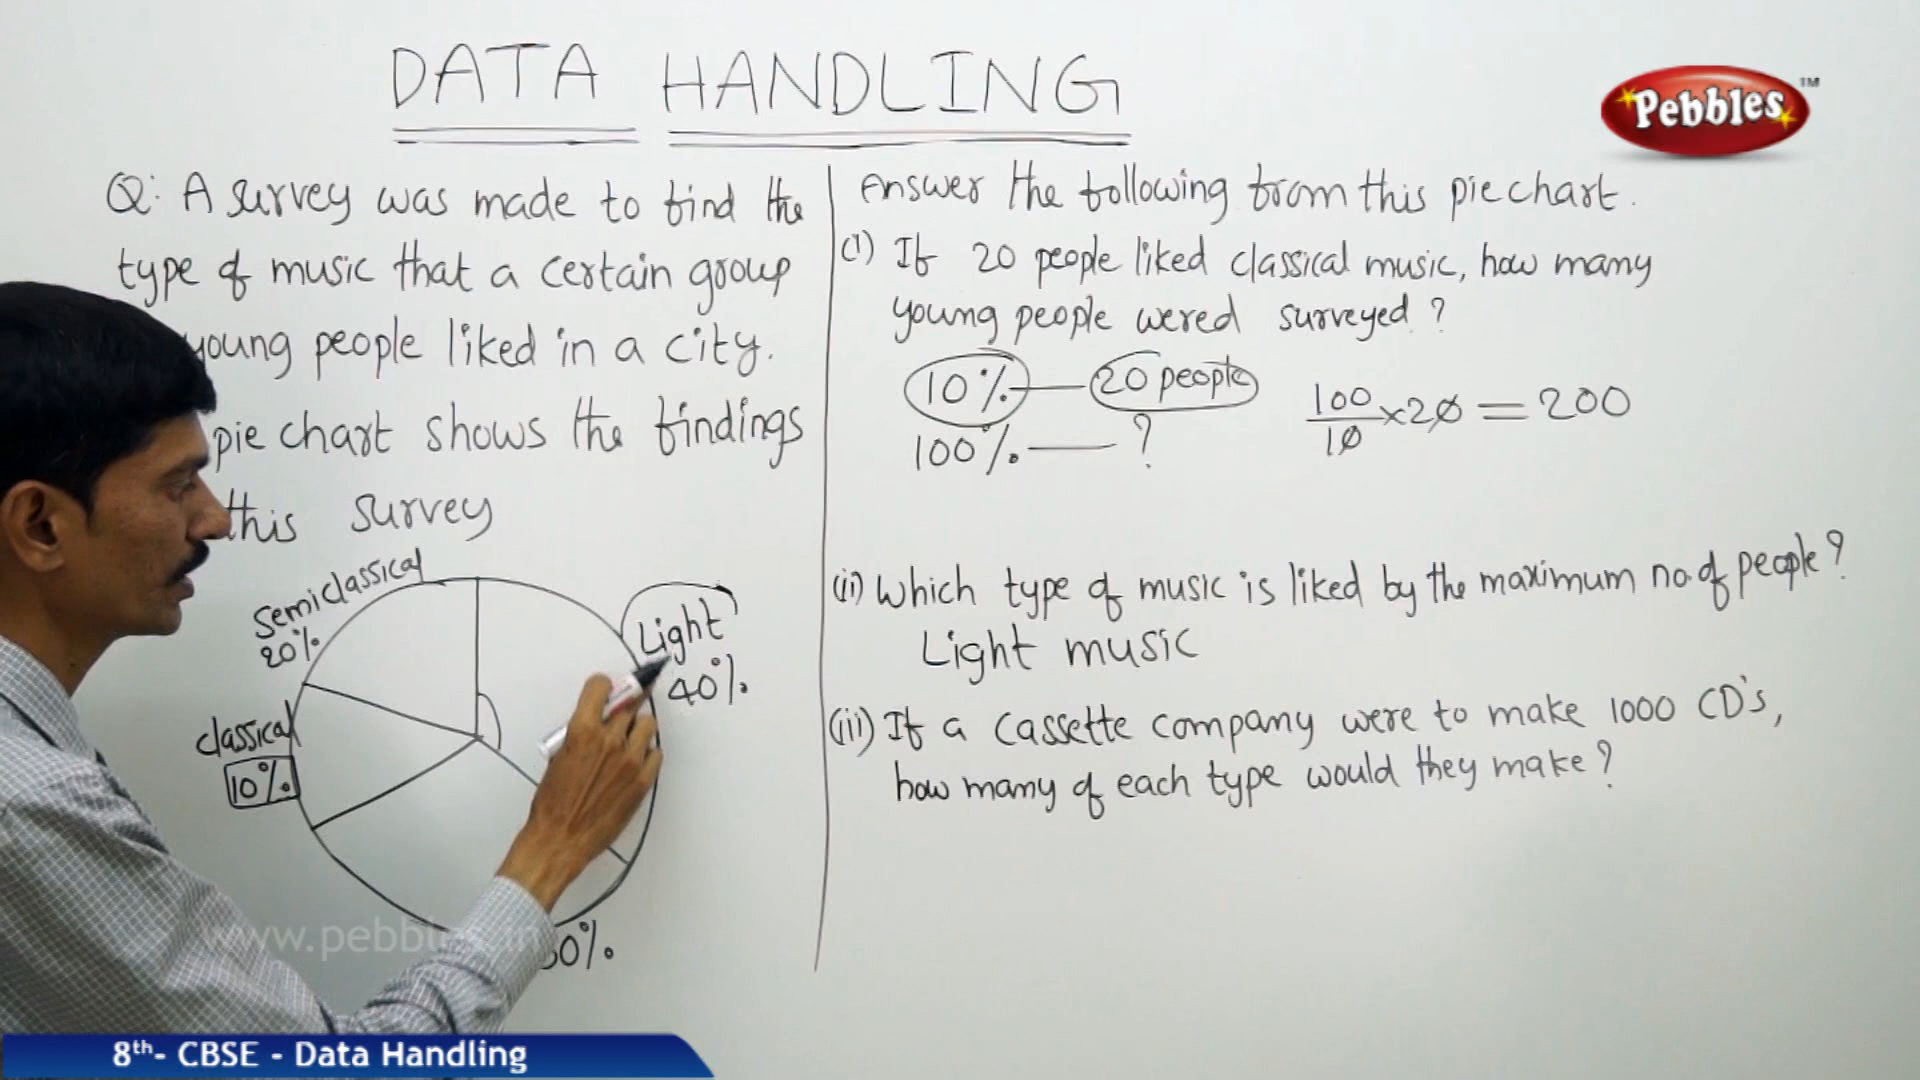 DATA HANDLING
Pebbles
TM
Q: A survey was made to find the
type of music that a certain group
young people liked in a city.
pie chart shows the findings
this survey
Semiclassical
20%
Light
40%
classical
10%
Answer the following from this pie chart.
(i) If 20 people liked classical music, how many
young people wered surveyed?
10% — 20 people
100% — ?
100/10 × 20 = 200
(ii) Which type of music is liked by the maximum no. of people?
Light music
(iii) If a cassette company were to make 1000 CD's,
how many of each type would they make?
8th- CBSE - Data Handling